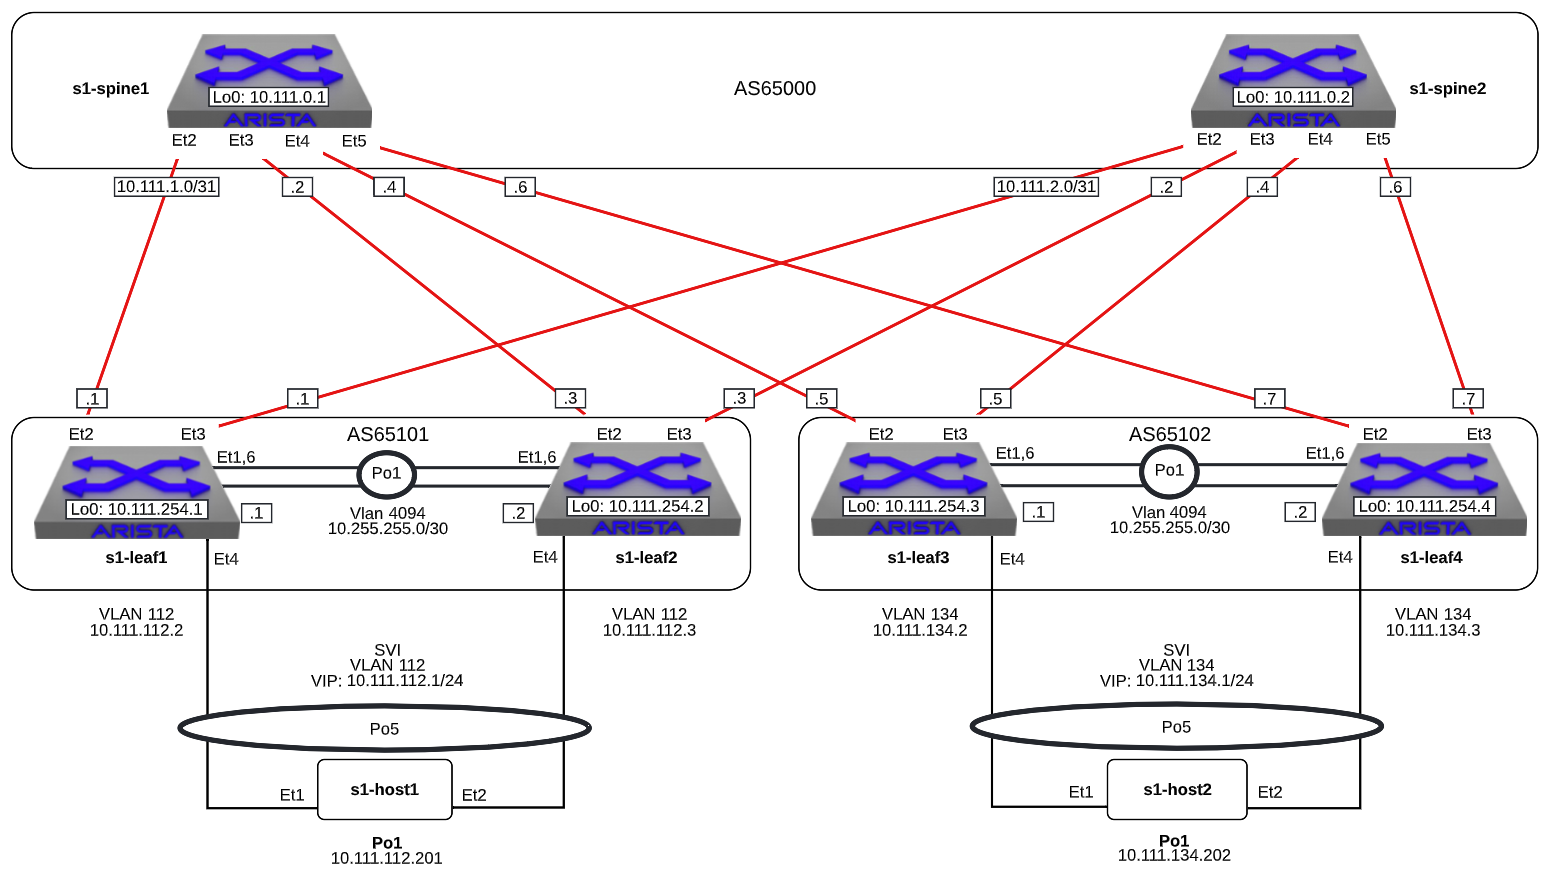 s1-spine1
Lo0: 10.111.0.1
ARISTA
Et2
Et3
Et4
Et5
AS65000
Lo0: 10.111.0.2
ARISTA
s1-spine2
Et2
Et3
Et4
Et5
10.111.1.0/31
.2
.4
.6
10.111.2.0/31
.2
.4
.6
.1
.1
.3
.3
.5
.5
.7
.7
Et2
Et3
AS65101
Et2
Et3
Et1,6
Po1
Et1,6
Lo0: 10.111.254.1
ARISTA
.1
Vlan 4094
10.255.255.0/30
.2
Lo0: 10.111.254.2
ARISTA
s1-leaf1
Et4
Et4
s1-leaf2
Et2
Et3
AS65102
Et2
Et3
Et1,6
Po1
Et1,6
Lo0: 10.111.254.3
ARISTA
.1
Vlan 4094
10.255.255.0/30
.2
Lo0: 10.111.254.4
ARISTA
s1-leaf3
Et4
Et4
s1-leaf4
VLAN 112
10.111.112.2
VLAN 112
10.111.112.3
VLAN 134
10.111.134.2
VLAN 134
10.111.134.3
SVI
VLAN 112
VIP: 10.111.112.1/24
SVI
VLAN 134
VIP: 10.111.134.1/24
Po5
Po5
Et1
s1-host1
Et2
Po1
10.111.112.201
Et1
s1-host2
Et2
Po1
10.111.134.202